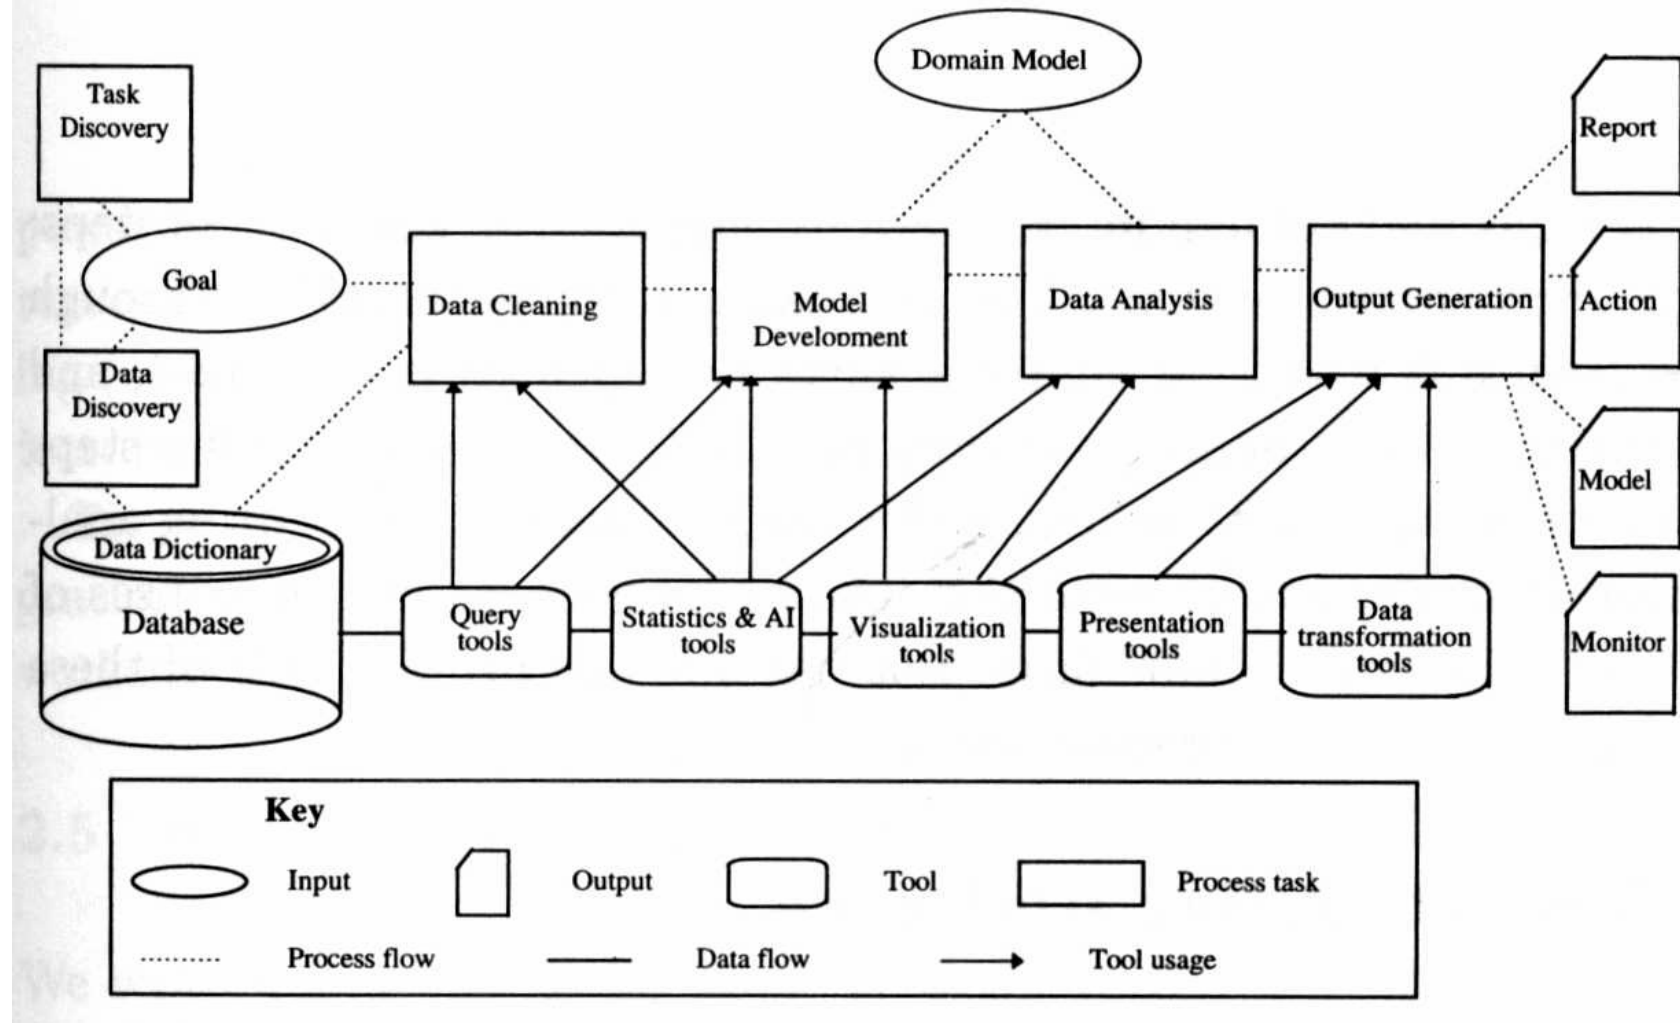 Domain Model
Task
Discovery
Report
Goal
Data Cleaning
Model
Development
Data Analysis
Output Generation
Action
Data
Discovery
Model
Data Dictionary
Database
Query
tools
Statistics & AI
tools
Visualization
tools
Presentation
tools
Data
transformation
tools
Monitor
Key
Input
Output
Tool
Process task
Process flow
Data flow
Tool usage
We
these